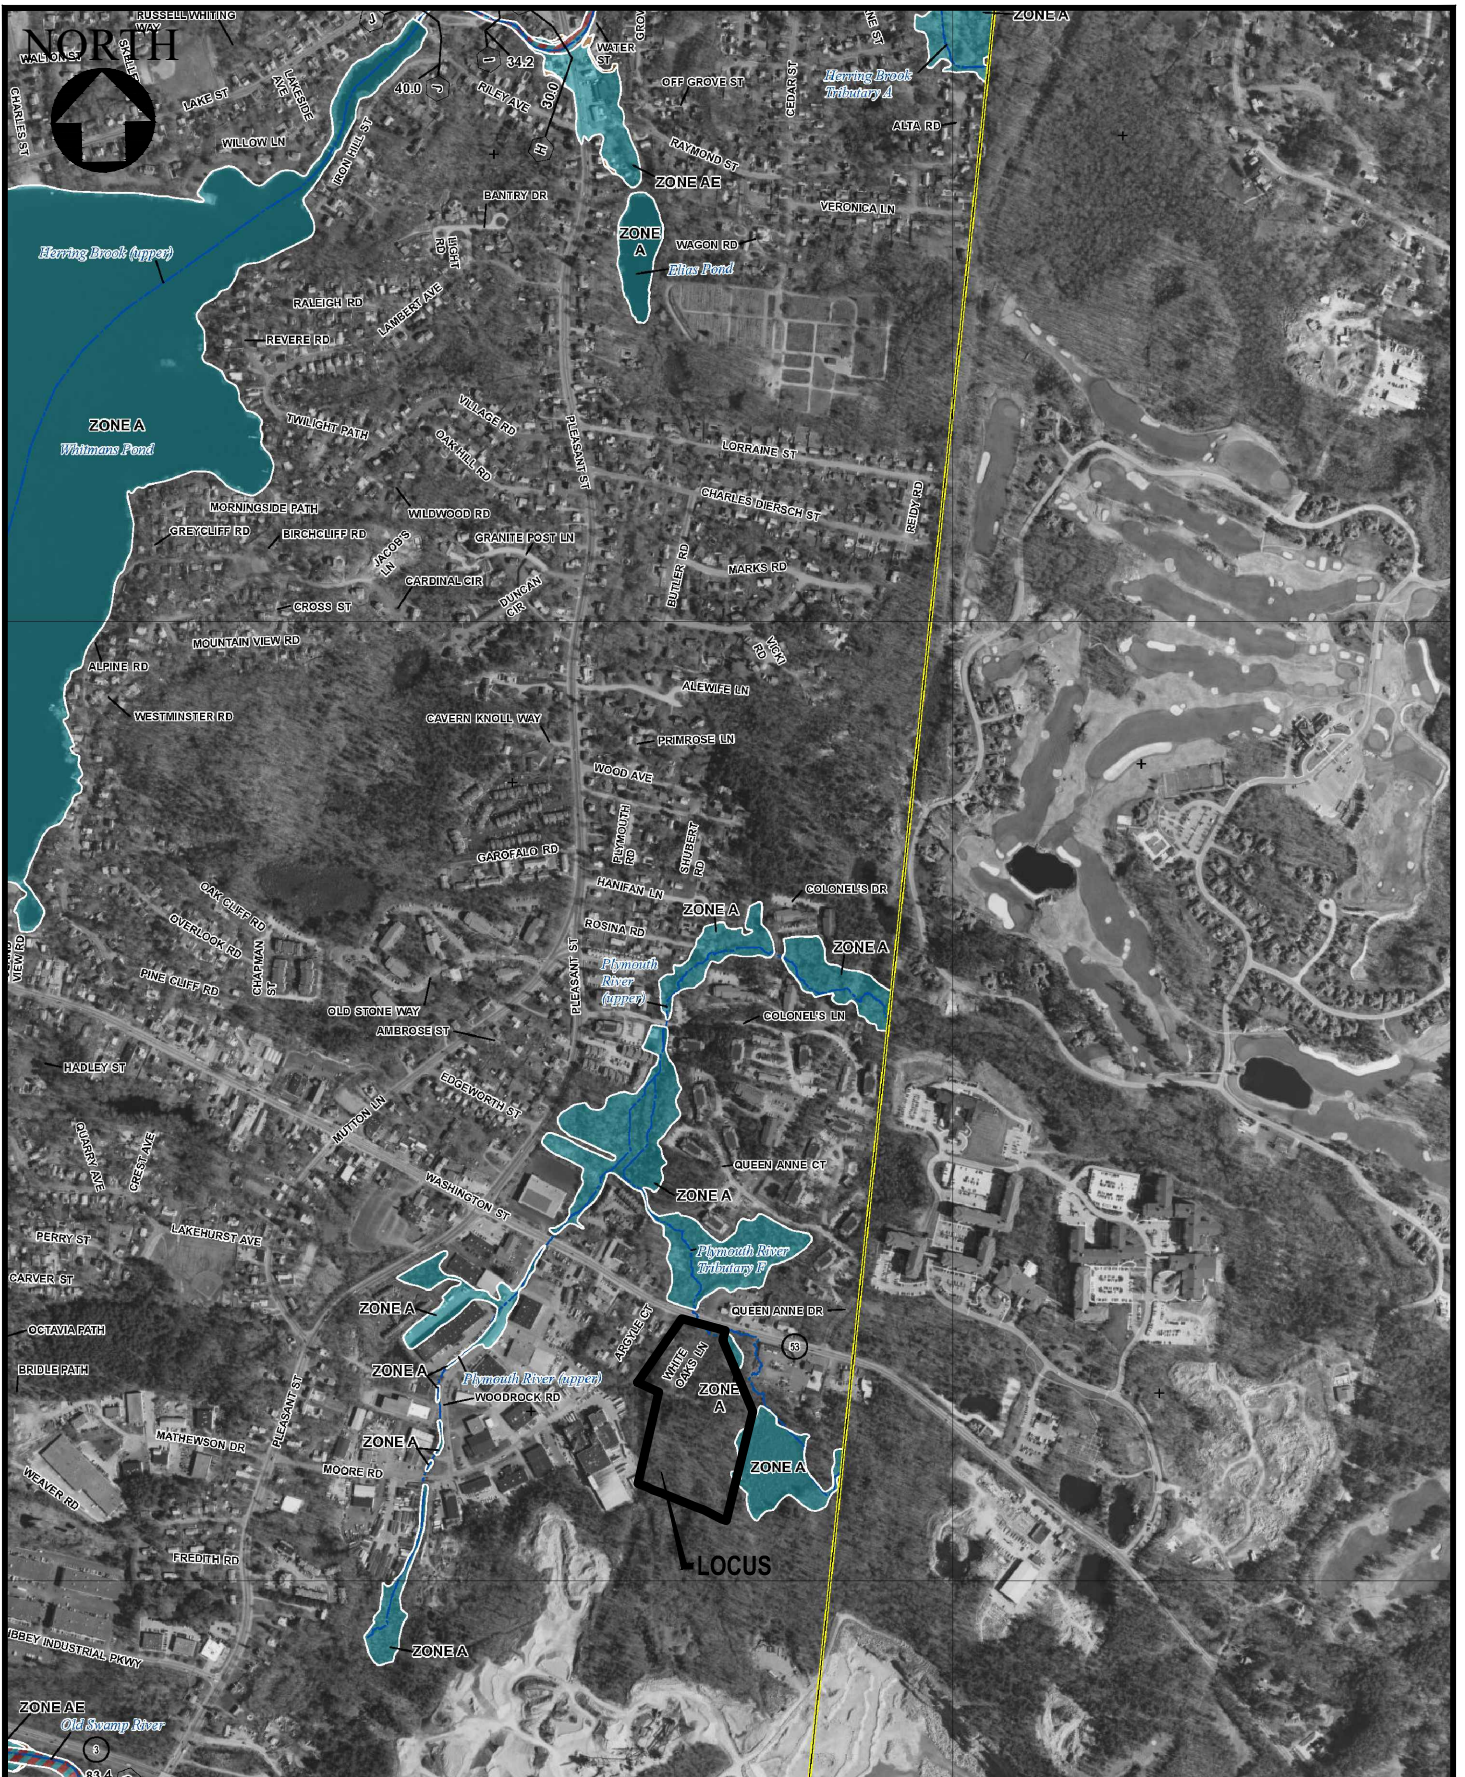 RUSSELL WHITING
WAY
ZONE A
NORTH
WALTON ST
LAKESIDE
AVE
CHARLES ST
LAKE ST
WILLOW LN
IRON HILL ST
J
40.0
J
I
34.2
RILEY AVE
30.0
H
WATER
ST
OFF GROVE ST
CEDAR ST
Herring Brook
Tributary A
ALTA RD
RAYMOND ST
ZONE AE
BANTRY DR
VERONICA LN
ZONE
A
WAGON RD
Elias Pond
Herring Brook (upper)
LIGHT
RD
RALEIGH RD
LAMBERT AVE
REVERE RD
ZONE A
Whitmans Pond
TWILIGHT PATH
VILLAGE RD
OAK HILL RD
PLEASANT ST
LORRAINE ST
CHARLES DIERSCH ST
REIDY RD
MORNINGSIDE PATH
WILDWOOD RD
GREYCLIFF RD
BIRCHCLIFF RD
JACOB'S
LN
GRANITE POST LN
CARDINAL CIR
DUNCAN
CIR
BUTLER RD
MARKS RD
CROSS ST
MOUNTAIN VIEW RD
VICKI
RD
ALPINE RD
ALEWIFE LN
WESTMINSTER RD
CAVERN KNOLL WAY
PRIMROSE LN
WOOD AVE
PLYMOUTH
RD
SHUBERT
RD
GAROFALO RD
HANIFAN LN
COLONEL'S DR
OAK CLIFF RD
OVERLOOK RD
ZONE A
ROSINA RD
ZONE A
VIEW RD
PINE CLIFF RD
CHAPMAN
ST
PLEASANT ST
Plymouth
River
(upper)
OLD STONE WAY
AMBROSE ST
COLONEL'S LN
HADLEY ST
EDGEWORTH ST
MUTTON LN
QUARRY AVE
CREST AVE
QUEEN ANNE CT
WASHINGTON ST
ZONE A
PERRY ST
LAKEHURST AVE
Plymouth River
Tributary F
CARVER ST
ZONE A
QUEEN ANNE DR
OCTAVIA PATH
ARGYLE CT
53
WHITE
OAKS LN
BRIDLE PATH
ZONE A
Plymouth River (upper)
ZONE
A
WOODROCK RD
PLEASANT ST
MATHEWSON DR
ZONE A
MOORE RD
ZONE A
WEAVER RD
FREDITH RD
LOCUS
IBBEY INDUSTRIAL PKWY
ZONE A
ZONE AE
Old Swamp River
3
83.4